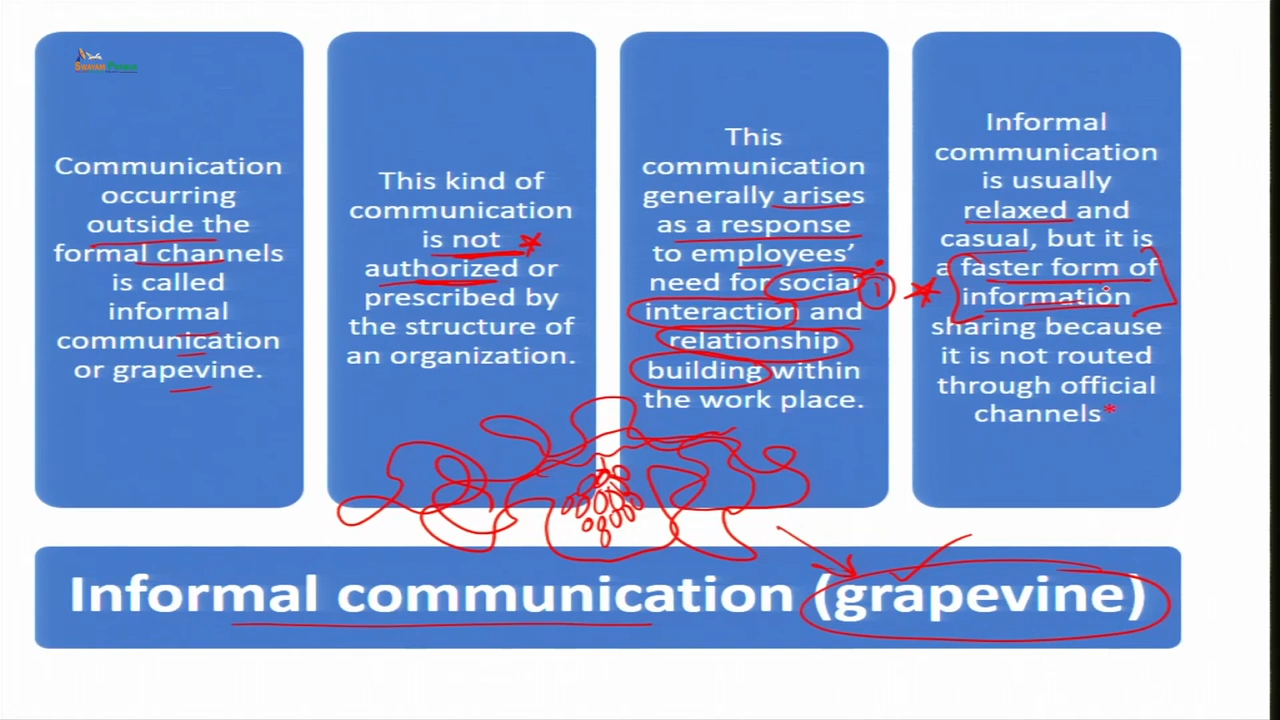 SWAYAM PRABHA
Communication
occurring
outside the
formal channels
is called
informal
communication
or grapevine.
This kind of
communication
is not
authorized or
prescribed by
the structure of
an organization.
This
communication
generally arises
as a response
to employees’
need for social
interaction and
relationship
building within
the work place.
Informal
communication
is usually
relaxed and
casual, but it is
a faster form of
information
sharing because
it is not routed
through official
channels*
Informal communication (grapevine)